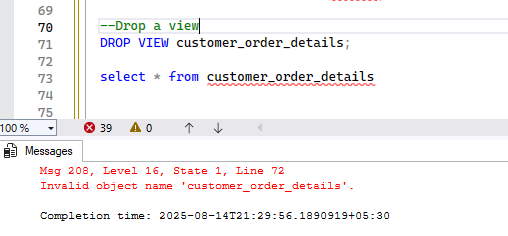 69
70 --Drop a view
71 DROP VIEW customer_order_details;
72
73 select * from customer_order_details
74
75
100 % 39 0
Messages
Msg 208, Level 16, State 1, Line 72
Invalid object name 'customer_order_details'.
Completion time: 2025-08-14T21:29:56.1890919+05:30